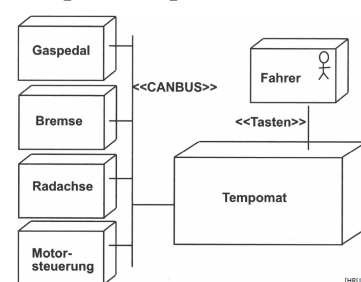 Gaspedal
<<CANBUS>>
Fahrer
Bremse
<<Tasten>>
Radachse
Tempomat
Motor-
steuerung